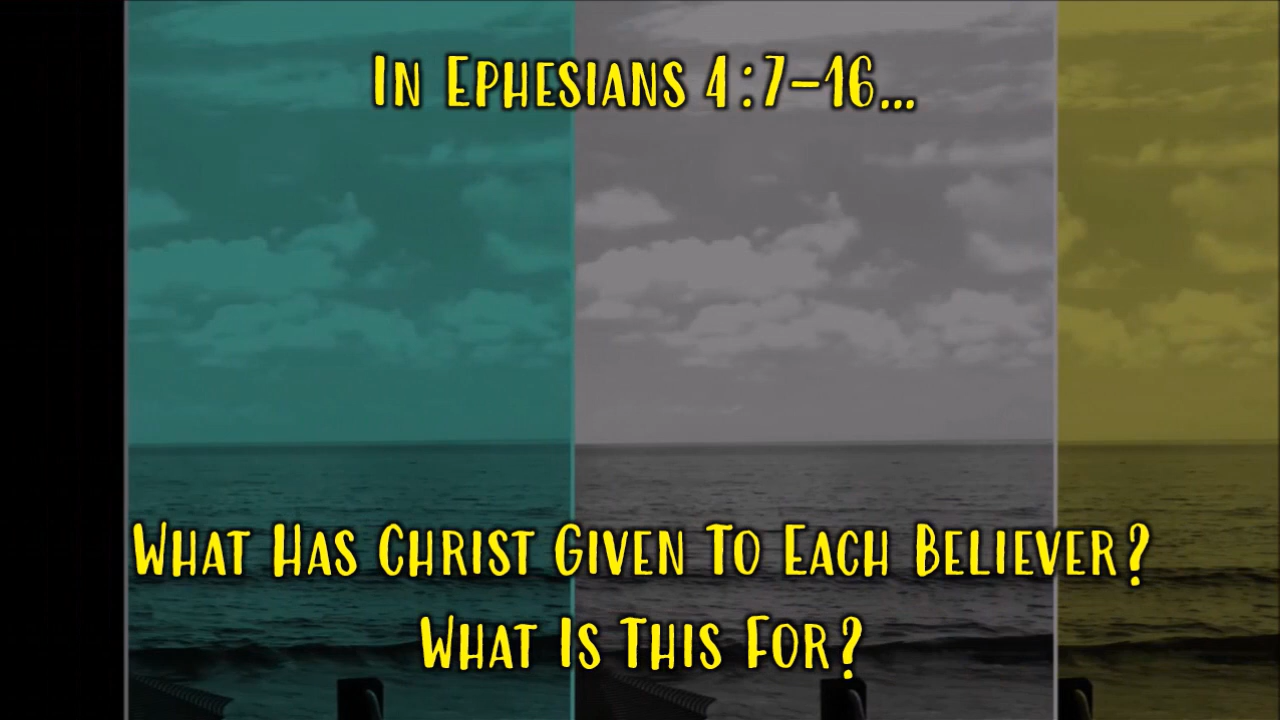 In Ephesians 4:7-16...
What Has Christ Given To Each Believer?
What Is This For?